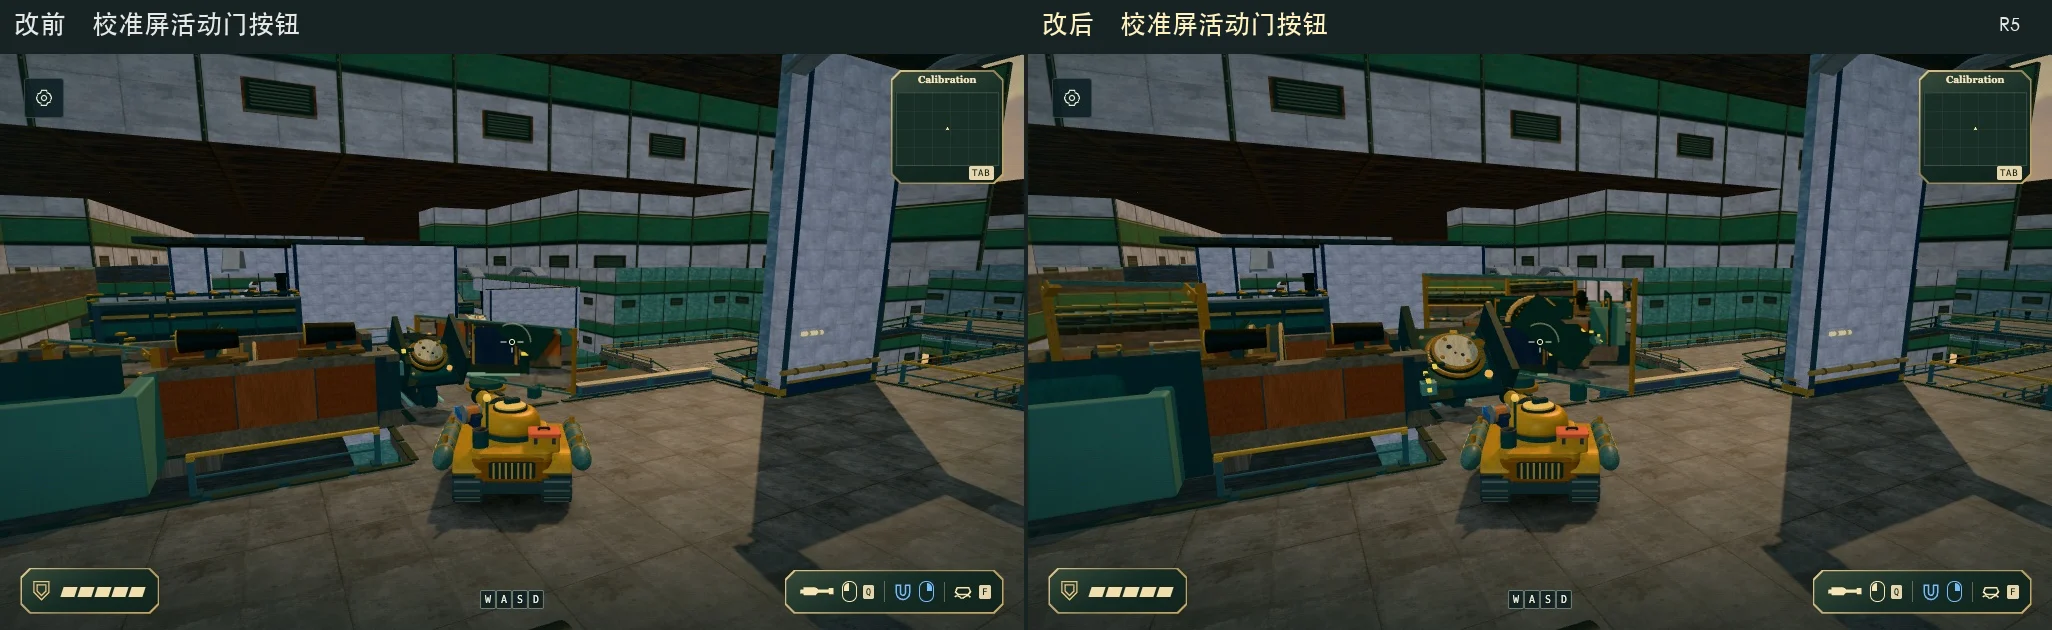 改前 校准屏活动门按钮
改后 校准屏活动门按钮
R5
Calibration
TAB
Q
F
W A S D
Calibration
TAB
Q
F
W A S D